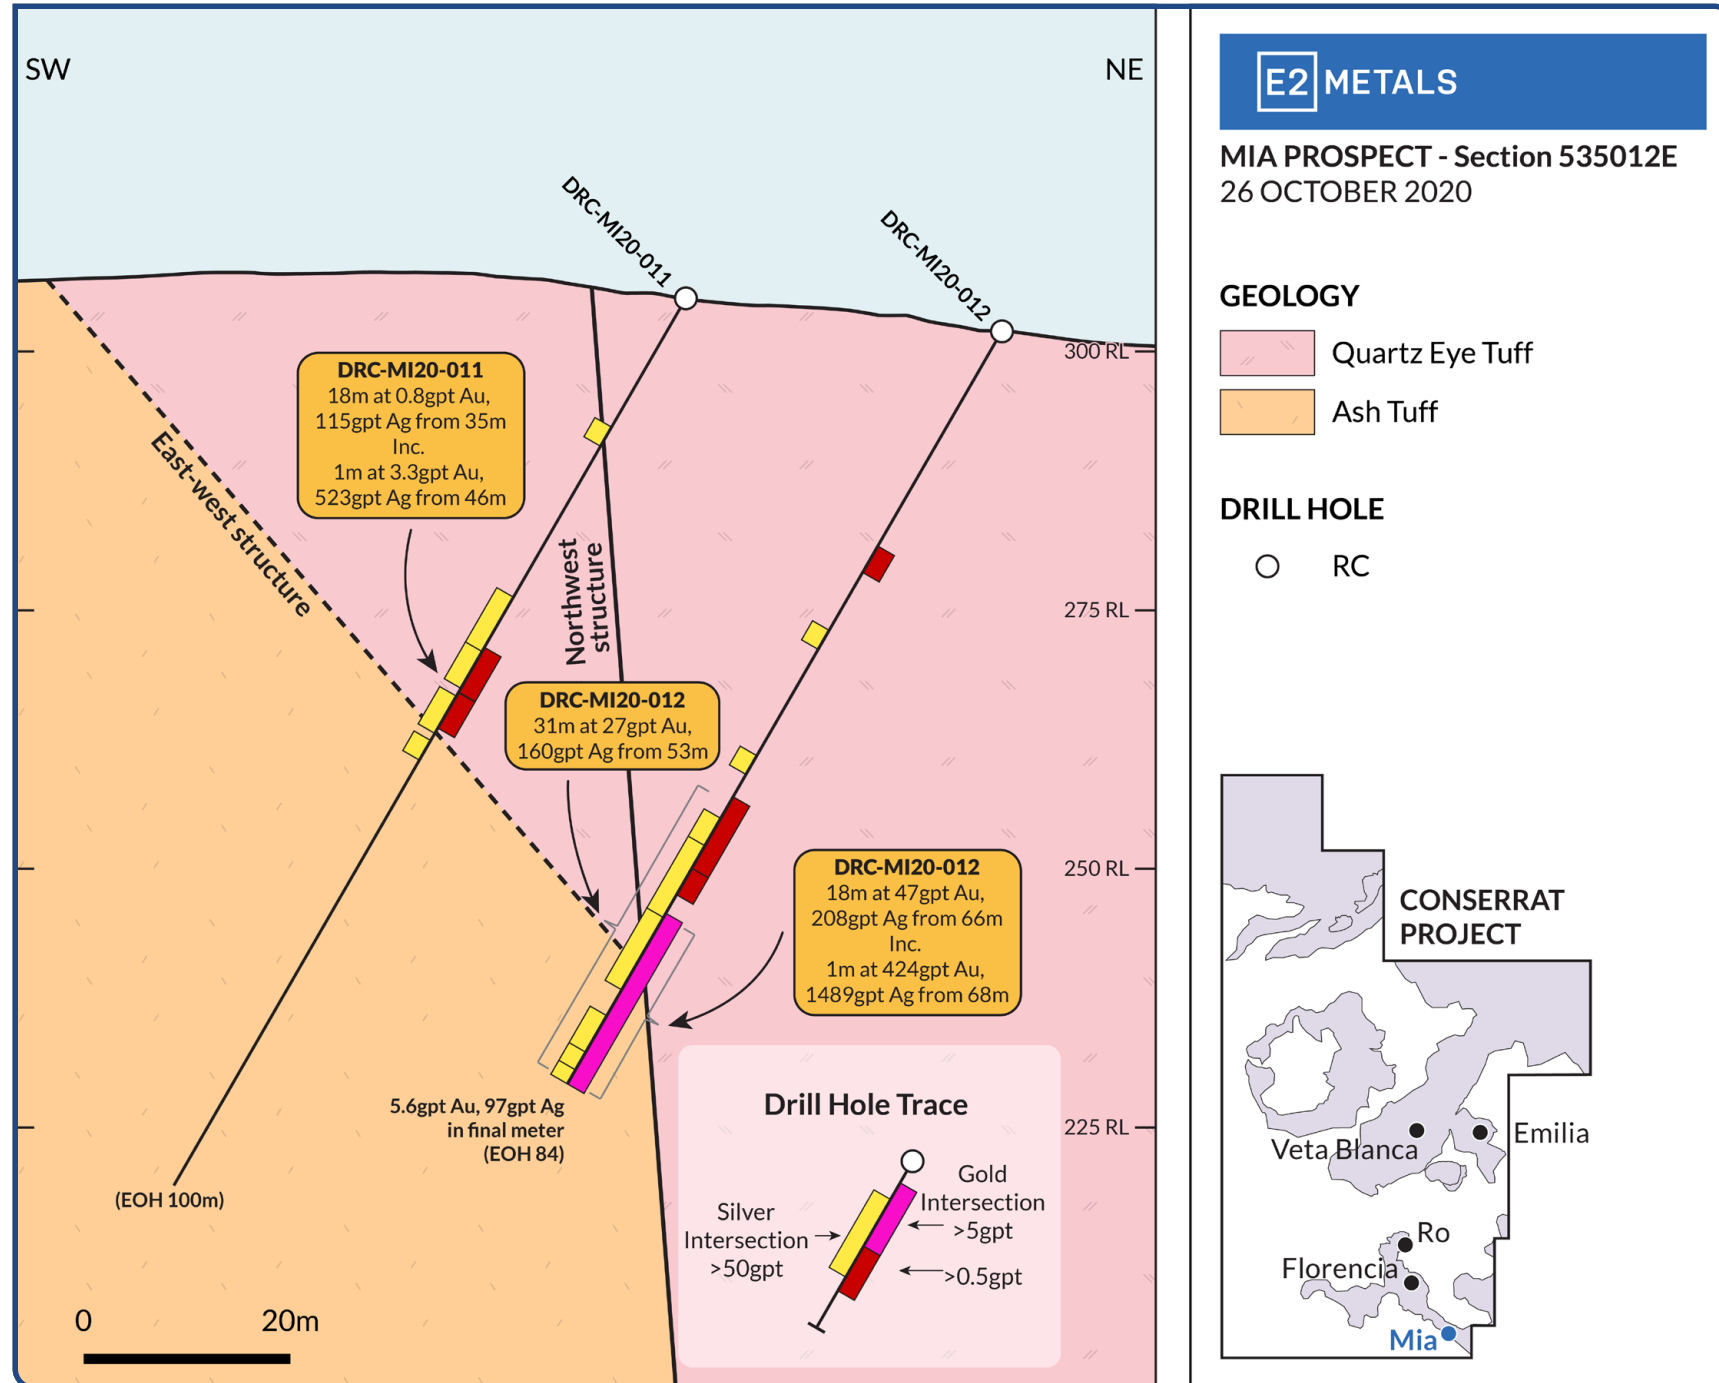 SW
NE
DRC-MI20-011
DRC-MI20-012
300 RL
275 RL
250 RL
225 RL
DRC-MI20-011
18m at 0.8gpt Au,
115gpt Ag from 35m
Inc.
1m at 3.3gpt Au,
523gpt Ag from 46m
East-west structure
Northwest
structure
DRC-MI20-012
31m at 27gpt Au,
160gpt Ag from 53m
DRC-MI20-012
18m at 47gpt Au,
208gpt Ag from 66m
Inc.
1m at 424gpt Au,
1489gpt Ag from 68m
5.6gpt Au, 97gpt Ag
in final meter
(EOH 84)
(EOH 100m)
Drill Hole Trace
Silver
Intersection
>50gpt
Gold
Intersection
>5gpt
>0.5gpt
0
20m
E2 METALS
MIA PROSPECT - Section 535012E
26 OCTOBER 2020
GEOLOGY
Quartz Eye Tuff
Ash Tuff
DRILL HOLE
RC
CONSERRAT
PROJECT
Veta Blanca
Emilia
Ro
Florencia
Mia